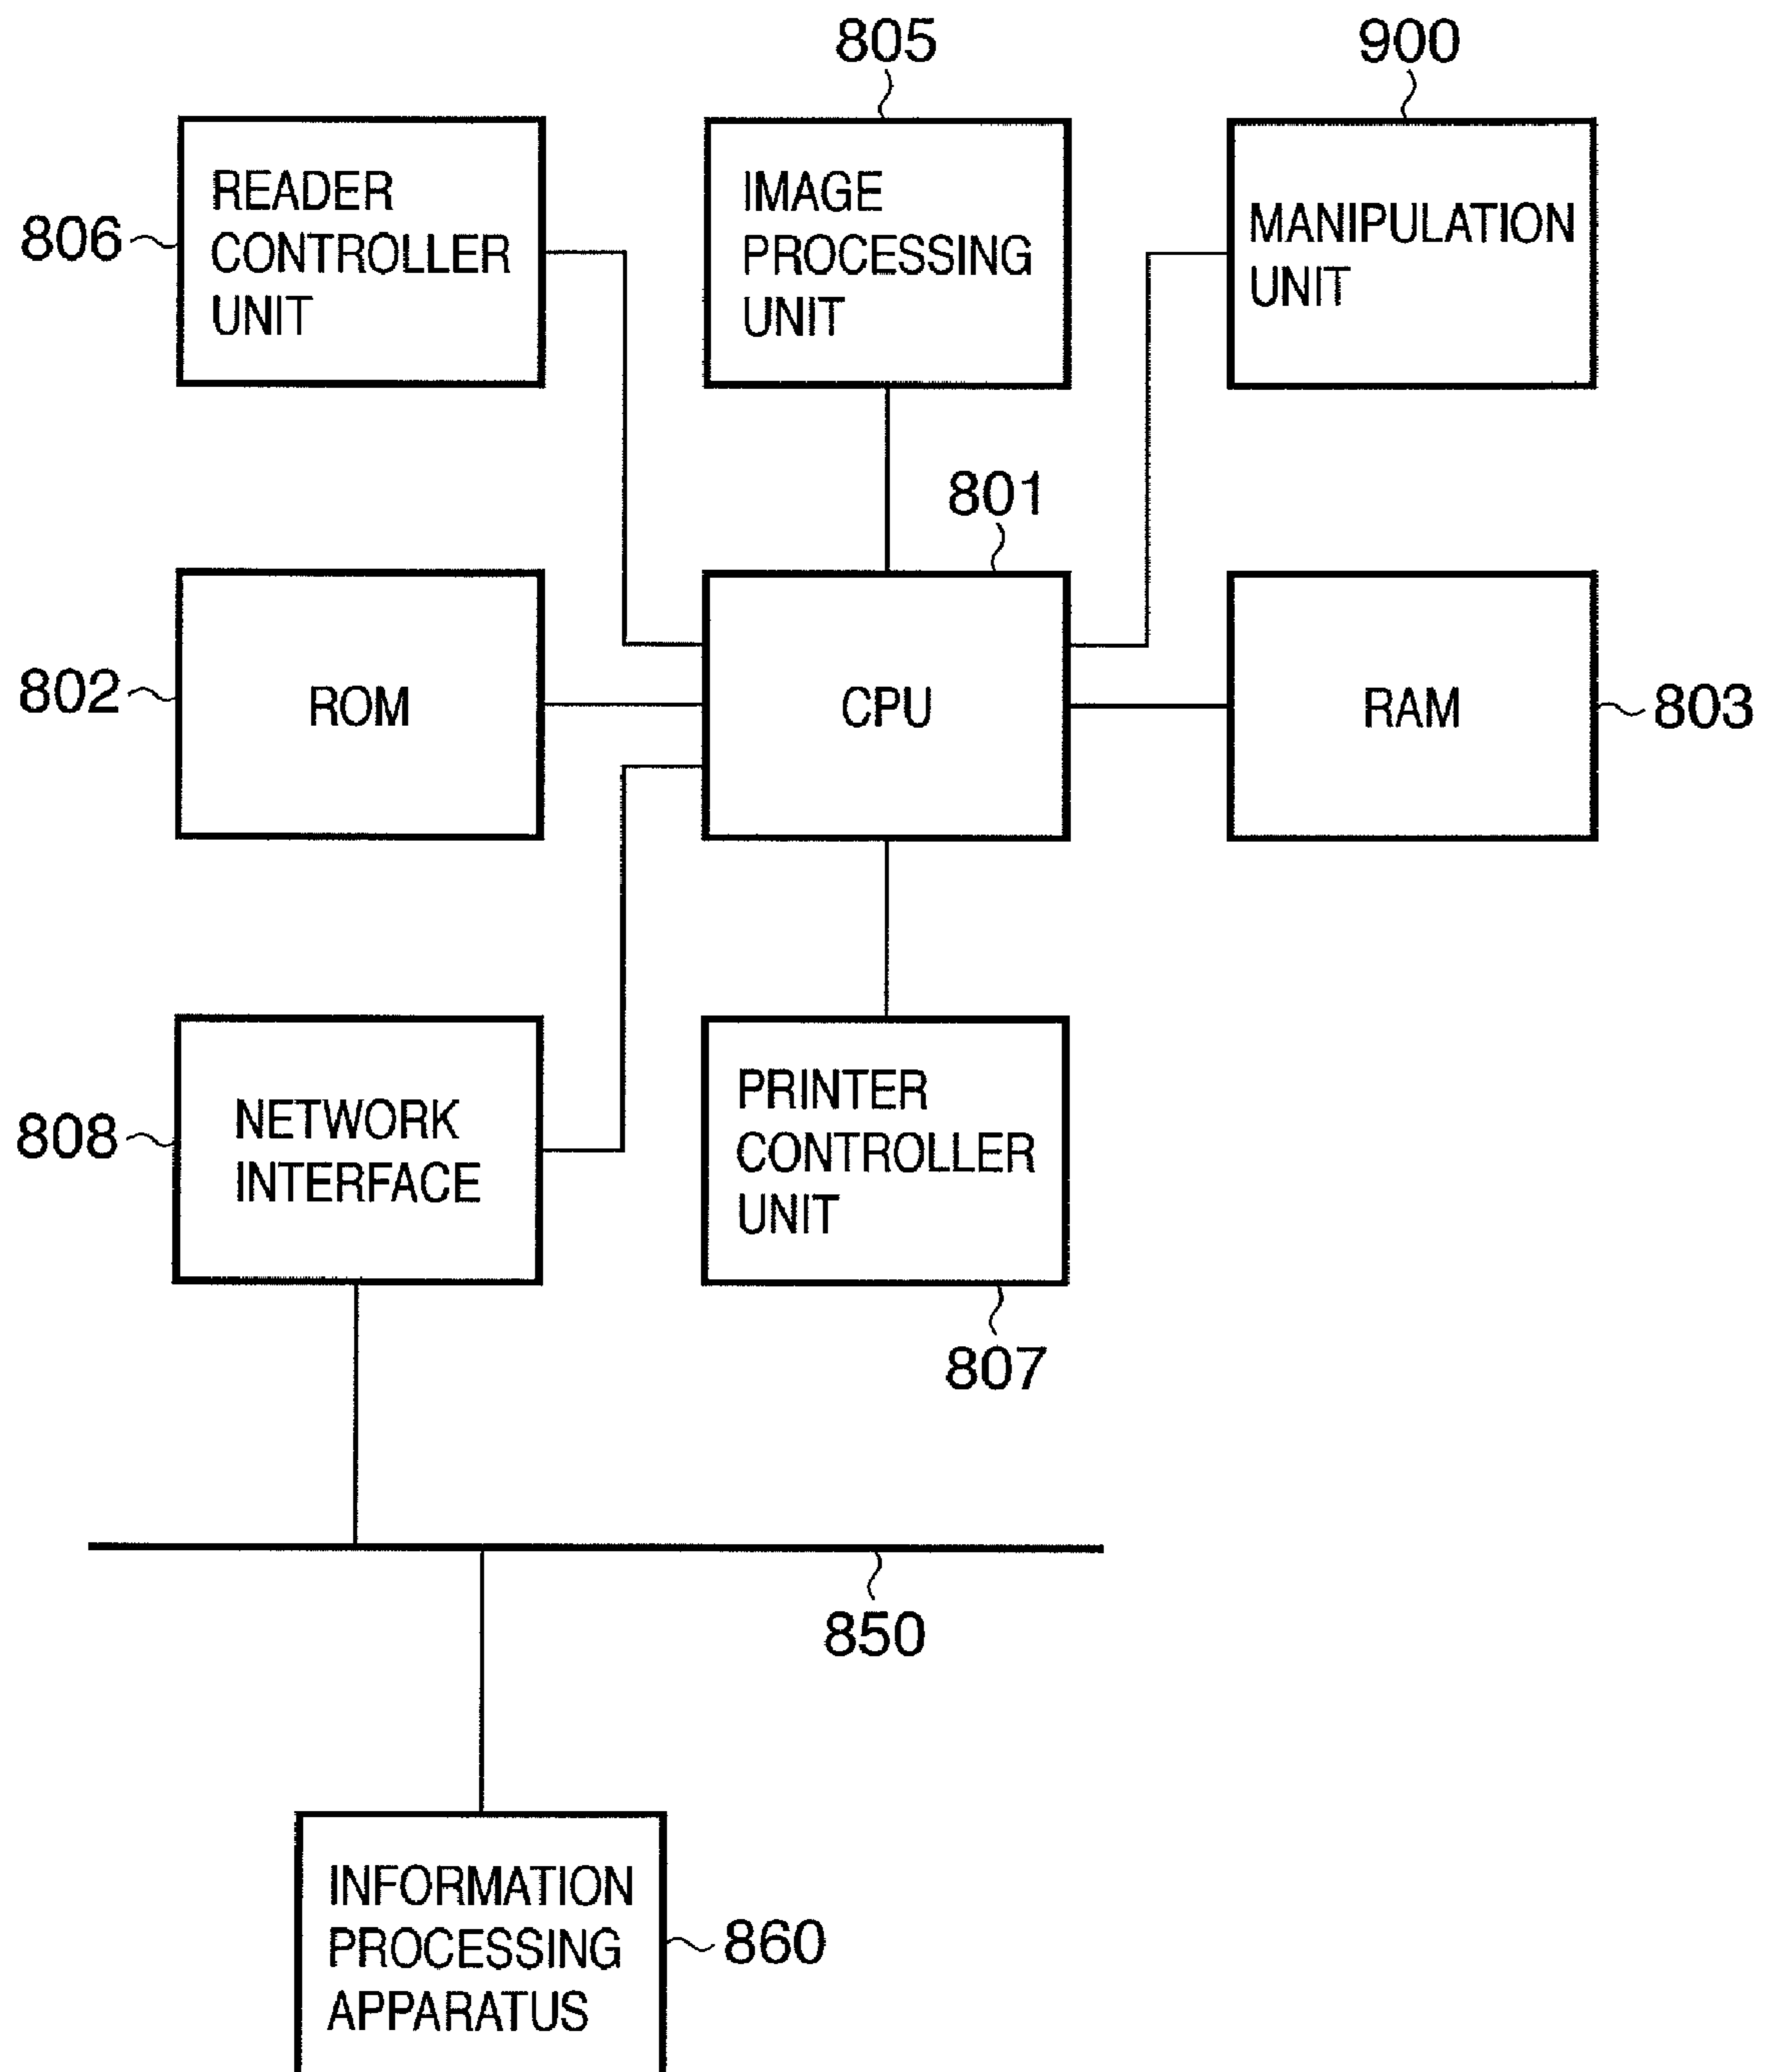 805
900
READER
CONTROLLER
UNIT
806
IMAGE
PROCESSING
UNIT
MANIPULATION
UNIT
801
802
ROM
CPU
RAM
803
808
NETWORK
INTERFACE
PRINTER
CONTROLLER
UNIT
807
850
INFORMATION
PROCESSING
APPARATUS
860